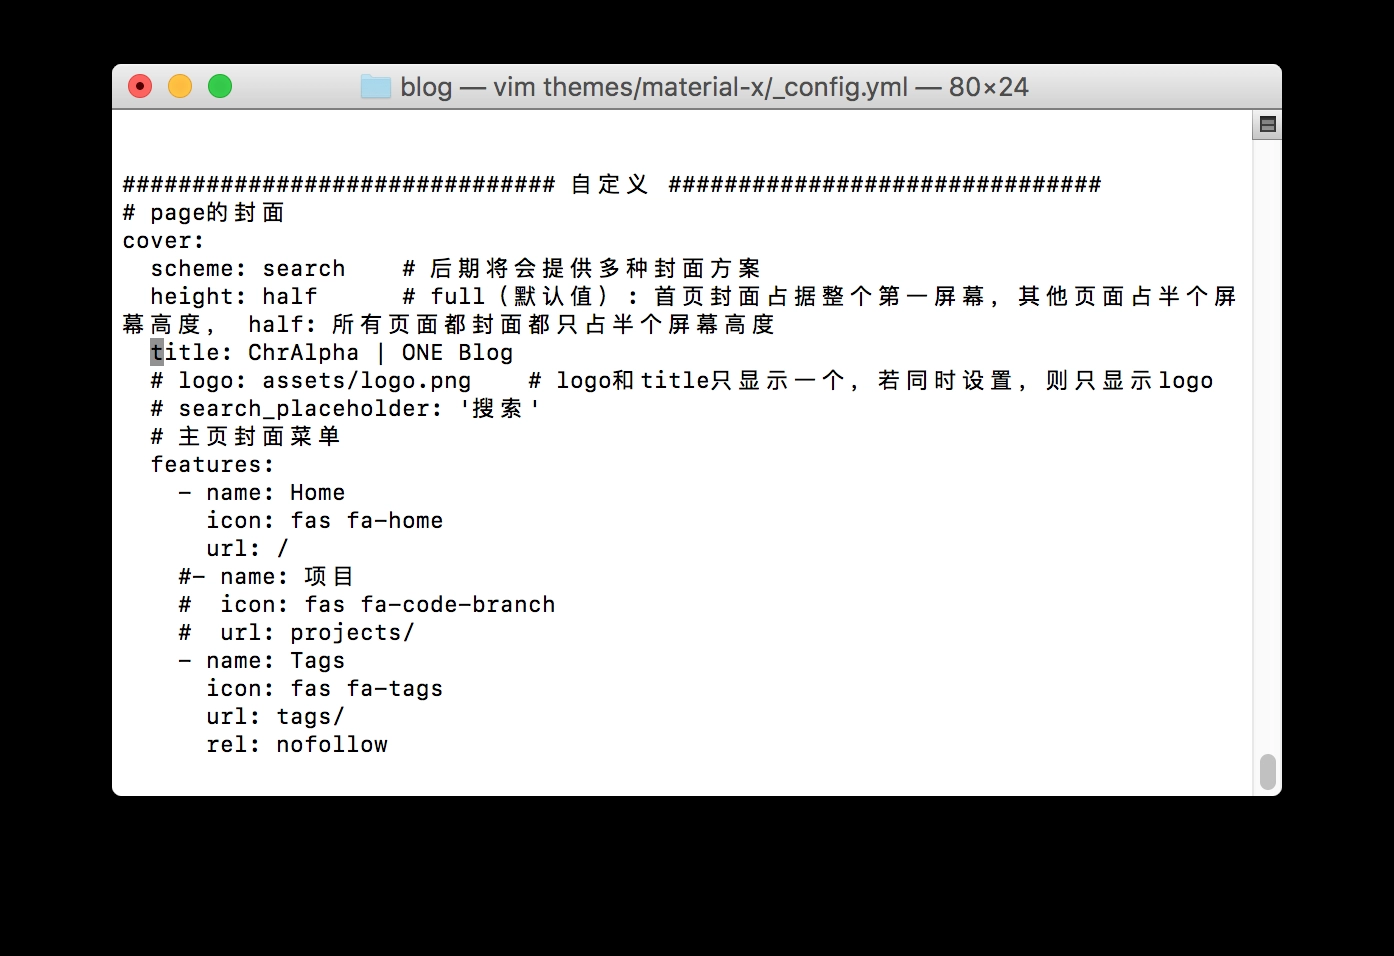 blog — vim themes/material-x/_config.yml — 80×24
############################### 自定义 ###############################
# page的封面
cover:
  scheme: search    # 后期将会提供多种封面方案
  height: half      # full（默认值）: 首页封面占据整个第一屏幕，其他页面占半个屏
幕高度， half: 所有页面都封面都只占半个屏幕高度
  title: ChrAlpha | ONE Blog
  # logo: assets/logo.png    # logo和title只显示一个，若同时设置，则只显示logo
  # search_placeholder: '搜索'
  # 主页封面菜单
  features:
    - name: Home
      icon: fas fa-home
      url: /
    #- name: 项目
    #  icon: fas fa-code-branch
    #  url: projects/
    - name: Tags
      icon: fas fa-tags
      url: tags/
      rel: nofollow